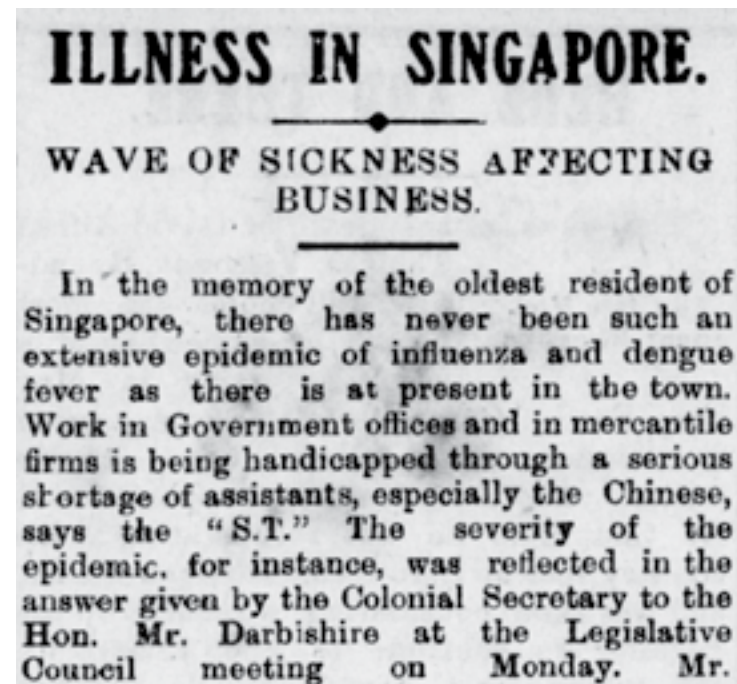 ILLNESS IN SINGAPORE.
WAVE OF SICKNESS AFFECTING
BUSINESS.
In the memory of the oldest resident of
Singapore, there has never been such an
extensive epidemic of influenza and dengue
fever as there is at present in the town.
Work in Government offices and in mercantile
firms is being handicapped through a serious
shortage of assistants, especially the Chinese,
says the "S.T." The severity of the
epidemic, for instance, was reflected in the
answer given by the Colonial Secretary to the
Hon. Mr. Darbishire at the Legislative
Council meeting on Monday. Mr.